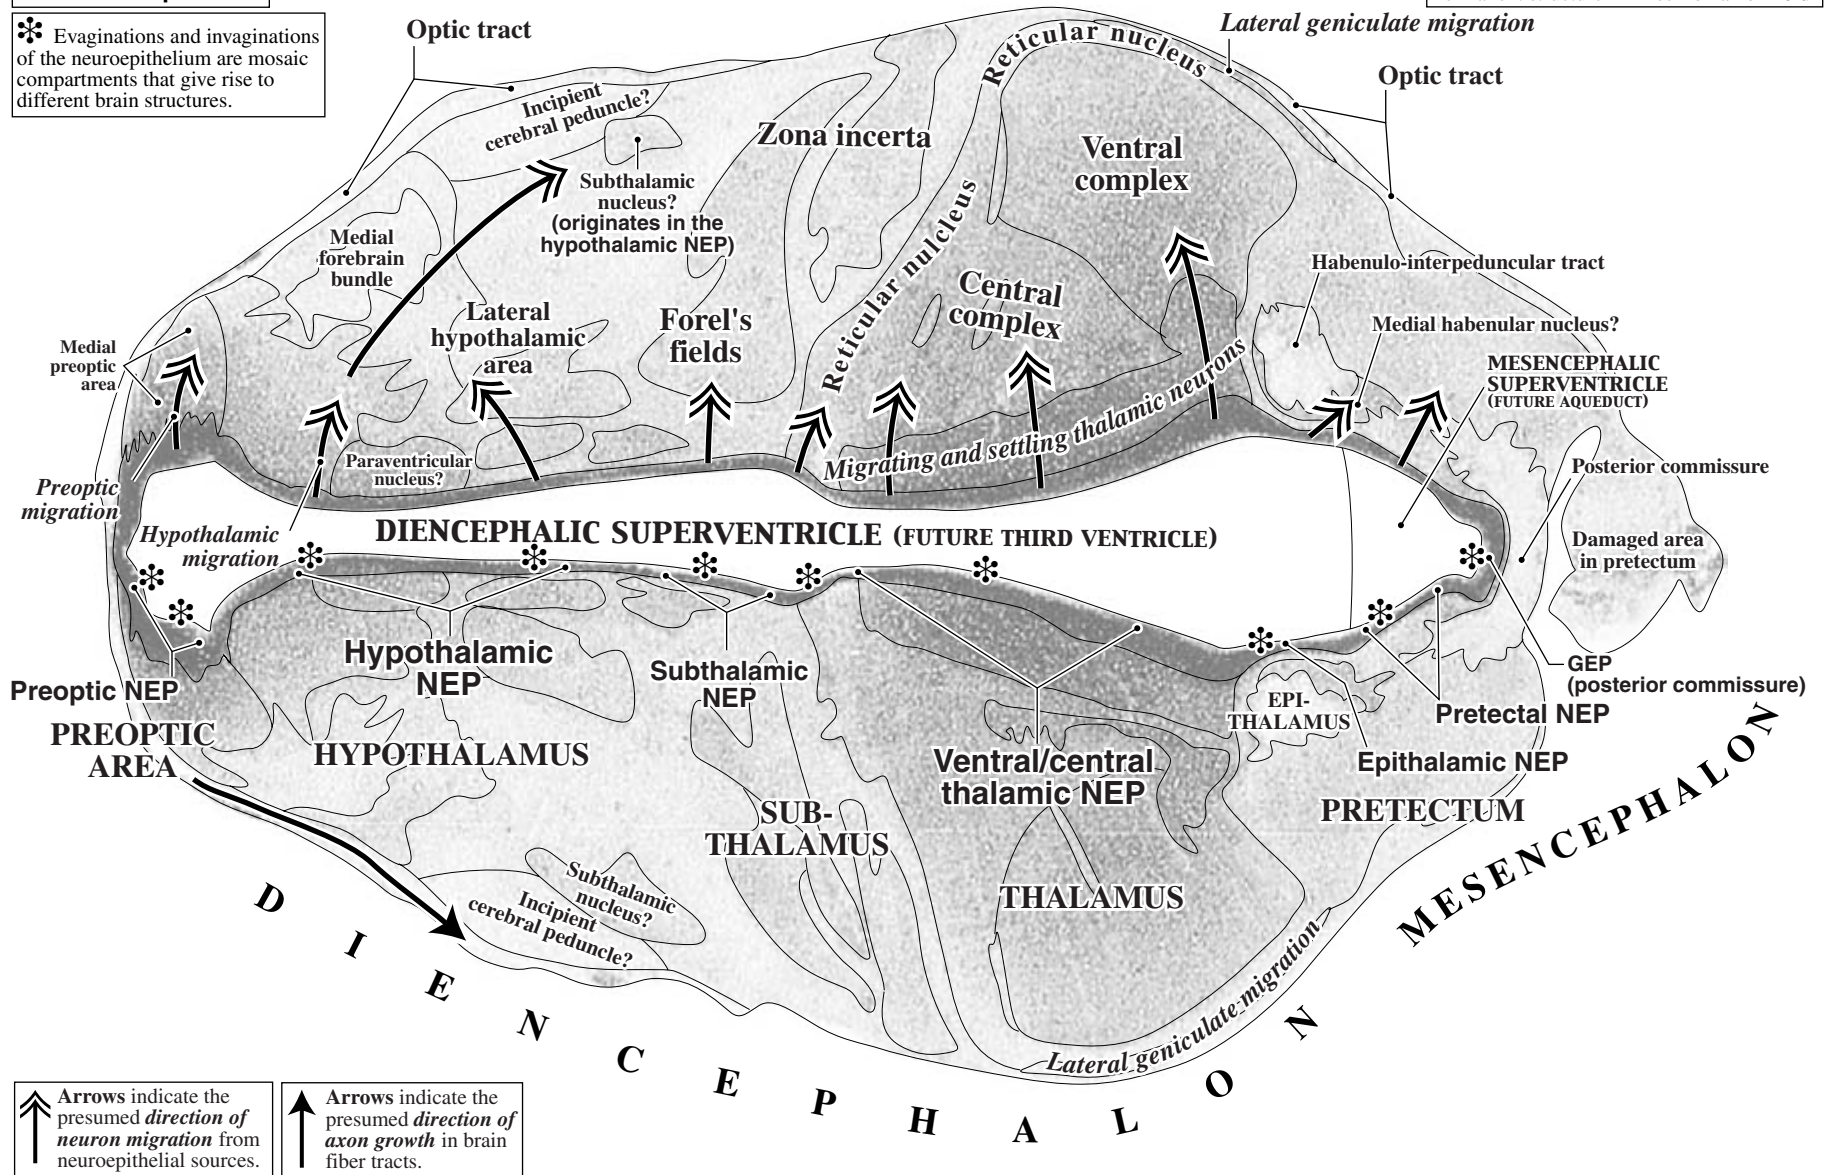 ✻ Evaginations and invaginations
of the neuroepithelium are mosaic
compartments that give rise to
different brain structures.
Optic tract
Lateral geniculate migration
Optic tract
Reticular nucleus
Incipient
cerebral peduncle?
Zona incerta
Ventral
complex
Subthalamic
nucleus?
(originates in the
hypothalamic NEP)
Reticular nulcleus
Medial
forebrain
bundle
Habenulo-interpeduncular tract
Central
complex
Lateral
hypothalamic
area
Forel's
fields
Medial habenular nucleus?
Medial
preoptic
area
MESENCEPHALIC
SUPERVENTRICLE
(FUTURE AQUEDUCT)
Migrating and settling thalamic neurons
Paraventricular
nucleus?
Posterior commissure
Preoptic
migration
Hypothalamic
migration
DIENCEPHALIC SUPERVENTRICLE (FUTURE THIRD VENTRICLE)
Damaged area
in pretectum
Hypothalamic
NEP
Subthalamic
NEP
Preoptic NEP
GEP
(posterior commissure)
EPI-
THALAMUS
Pretectal NEP
PREOPTIC
AREA
HYPOTHALAMUS
Ventral/central
thalamic NEP
Epithalamic NEP
SUB-
THALAMUS
PRETECTUM
MESENCEPHALON
THALAMUS
Subthalamic
nucleus?
Incipient
cerebral peduncle?
Lateral geniculate migration
DIENCEPHALON
Arrows indicate the
presumed direction of
neuron migration from
neuroepithelial sources.
Arrows indicate the
presumed direction of
axon growth in brain
fiber tracts.